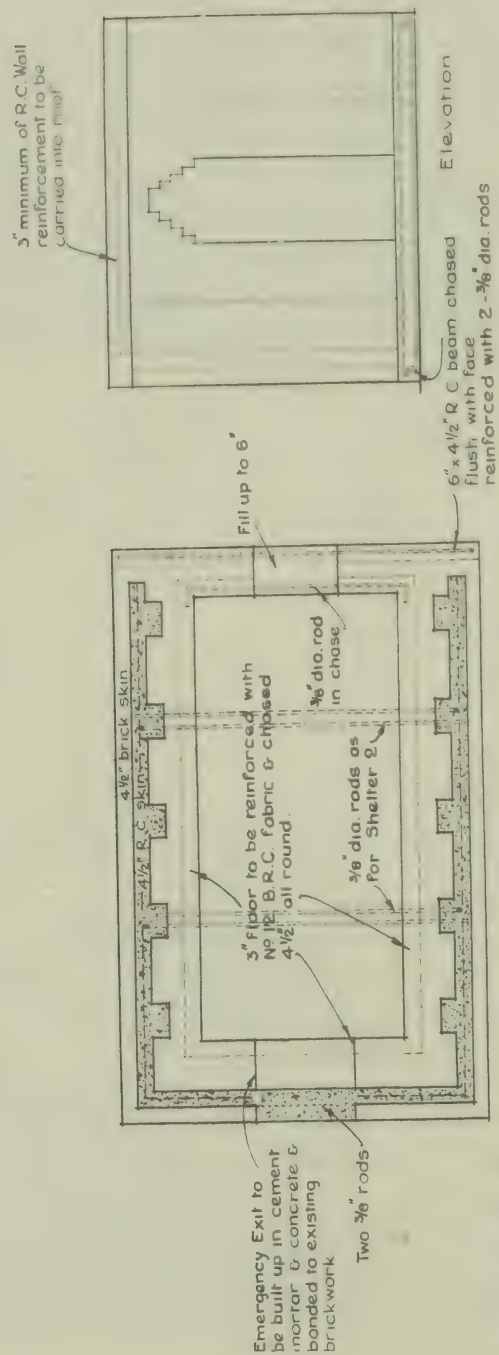 3" minimum of R.C. Wall
reinforcement to be
carried into roof
Elevation
6" x 4½" R C beam chased
flush with face
reinforced with 2 - ⅜" dia. rods
Fill up to 6"
⅜" dia. rod
in chase
4½" brick skin
4½" R.C. skin
3" floor to be reinforced with
Nº 12 B.R.C. fabric & chased
4½" all round.
⅜" dia. rods as
for Shelter 2
Emergency Exit to
be built up in cement
mortar & concrete &
bonded to existing
brickwork
Two ⅜" rods